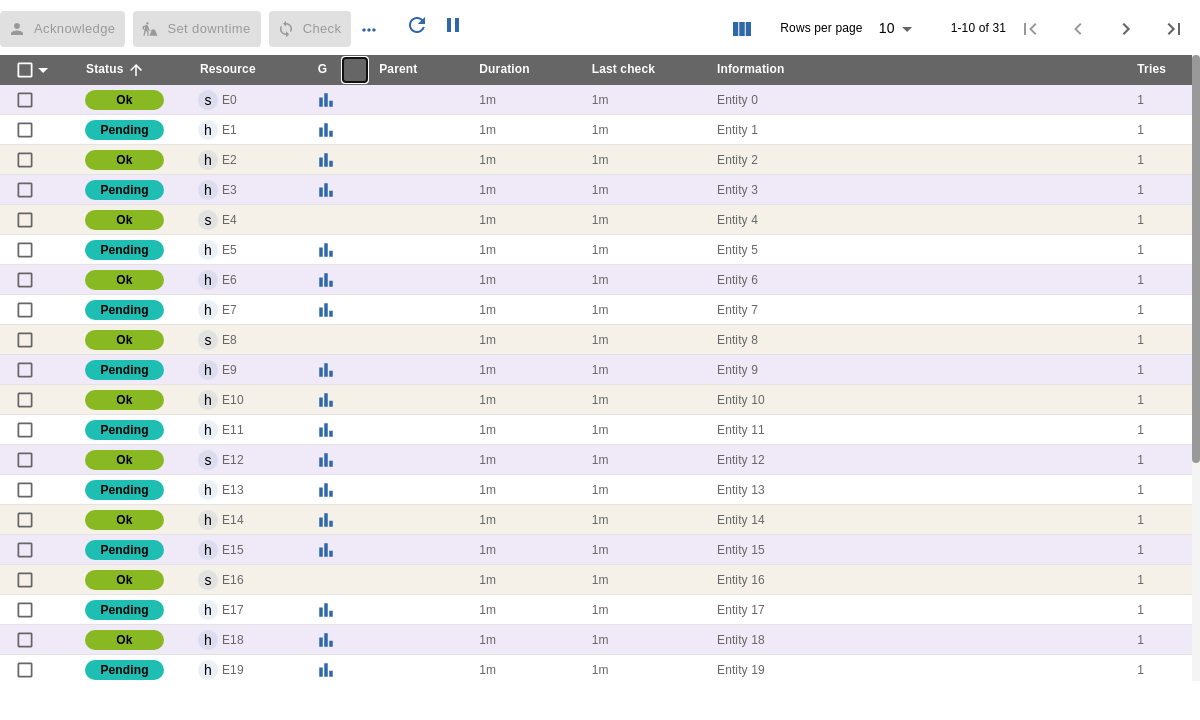 Acknowledge Set downtime Check ... Rows per page 10 1-10 of 31
Status Resource G Parent Duration Last check Information Tries
Ok s E0 1m 1m Entity 0 1
Pending h E1 1m 1m Entity 1 1
Ok h E2 1m 1m Entity 2 1
Pending h E3 1m 1m Entity 3 1
Ok s E4 1m 1m Entity 4 1
Pending h E5 1m 1m Entity 5 1
Ok h E6 1m 1m Entity 6 1
Pending h E7 1m 1m Entity 7 1
Ok s E8 1m 1m Entity 8 1
Pending h E9 1m 1m Entity 9 1
Ok h E10 1m 1m Entity 10 1
Pending h E11 1m 1m Entity 11 1
Ok s E12 1m 1m Entity 12 1
Pending h E13 1m 1m Entity 13 1
Ok h E14 1m 1m Entity 14 1
Pending h E15 1m 1m Entity 15 1
Ok s E16 1m 1m Entity 16 1
Pending h E17 1m 1m Entity 17 1
Ok h E18 1m 1m Entity 18 1
Pending h E19 1m 1m Entity 19 1